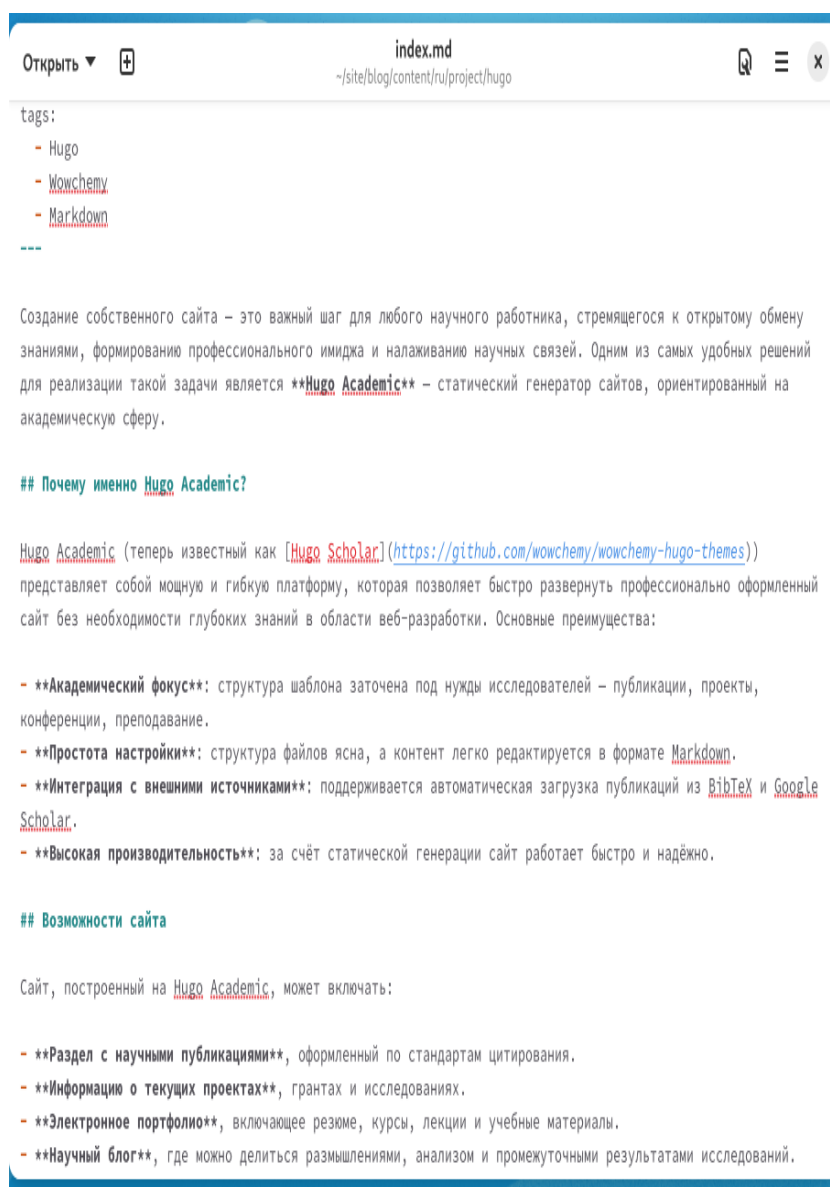 Открыть
index.md
~/site/blog/content/ru/project/hugo
tags:
- Hugo
- Wowchemy
- Markdown
---
Создание собственного сайта — это важный шаг для любого научного работника, стремящегося к открытому обмену
знаниями, формированию профессионального имиджа и налаживанию научных связей. Одним из самых удобных решений
для реализации такой задачи является **Hugo Academic** — статический генератор сайтов, ориентированный на
академическую сферу.
## Почему именно Hugo Academic?
Hugo Academic (теперь известный как [Hugo Scholar](https://github.com/wowchemy/wowchemy-hugo-themes))
представляет собой мощную и гибкую платформу, которая позволяет быстро развернуть профессионально оформленный
сайт без необходимости глубоких знаний в области веб-разработки. Основные преимущества:
- **Академический фокус**: структура шаблона заточена под нужды исследователей — публикации, проекты,
конференции, преподавание.
- **Простота настройки**: структура файлов ясна, а контент легко редактируется в формате Markdown.
- **Интеграция с внешними источниками**: поддерживается автоматическая загрузка публикаций из BibTeX и Google
Scholar.
- **Высокая производительность**: за счёт статической генерации сайт работает быстро и надёжно.
## Возможности сайта
Сайт, построенный на Hugo Academic, может включать:
- **Раздел с научными публикациями**, оформленный по стандартам цитирования.
- **Информацию о текущих проектах**, грантах и исследованиях.
- **Электронное портфолио**, включающее резюме, курсы, лекции и учебные материалы.
- **Научный блог**, где можно делиться размышлениями, анализом и промежуточными результатами исследований.